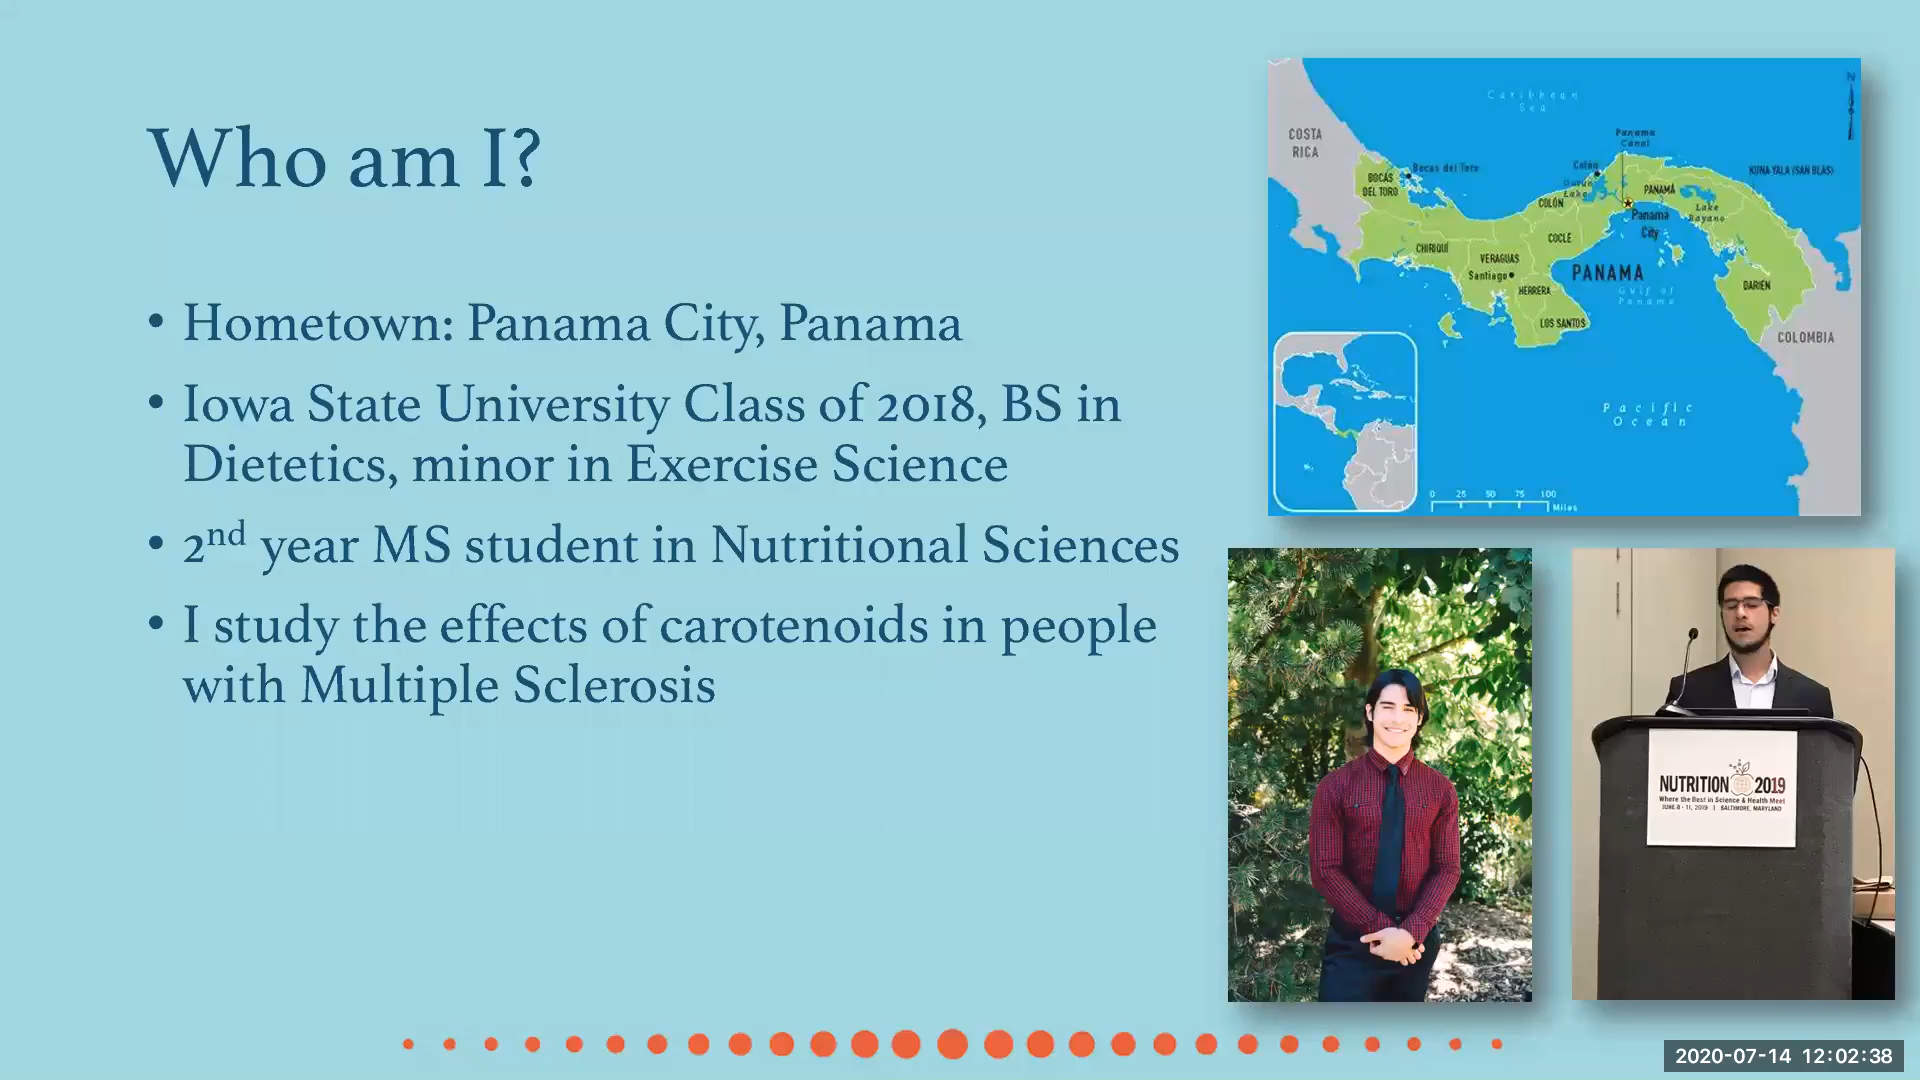 Who am I?
• Hometown: Panama City, Panama
• Iowa State University Class of 2018, BS in
Dietetics, minor in Exercise Science
• 2nd year MS student in Nutritional Sciences
• I study the effects of carotenoids in people
with Multiple Sclerosis
N
Caribbean
Sea
COSTA
RICA
Panama
Canal
Bocas del Toro
Colón
KUNA YALA (SAN BLAS)
BOCAS
DEL TORO
Gatun
Lake
PANAMÁ
COLÓN
Lake
Bayano
Panama
City
COCLÉ
CHIRIQUÍ
VERAGUAS
Santiago
PANAMA
HERRERA
Gulf of
Panama
DARIÉN
LOS SANTOS
COLOMBIA
Pacific
Ocean
0 25 50 75 100
Miles
NUTRITION 2019
Where the Best in Science & Health Meet
JUNE 8 - 11, 2019 | BALTIMORE, MARYLAND
2020-07-14 12:02:38